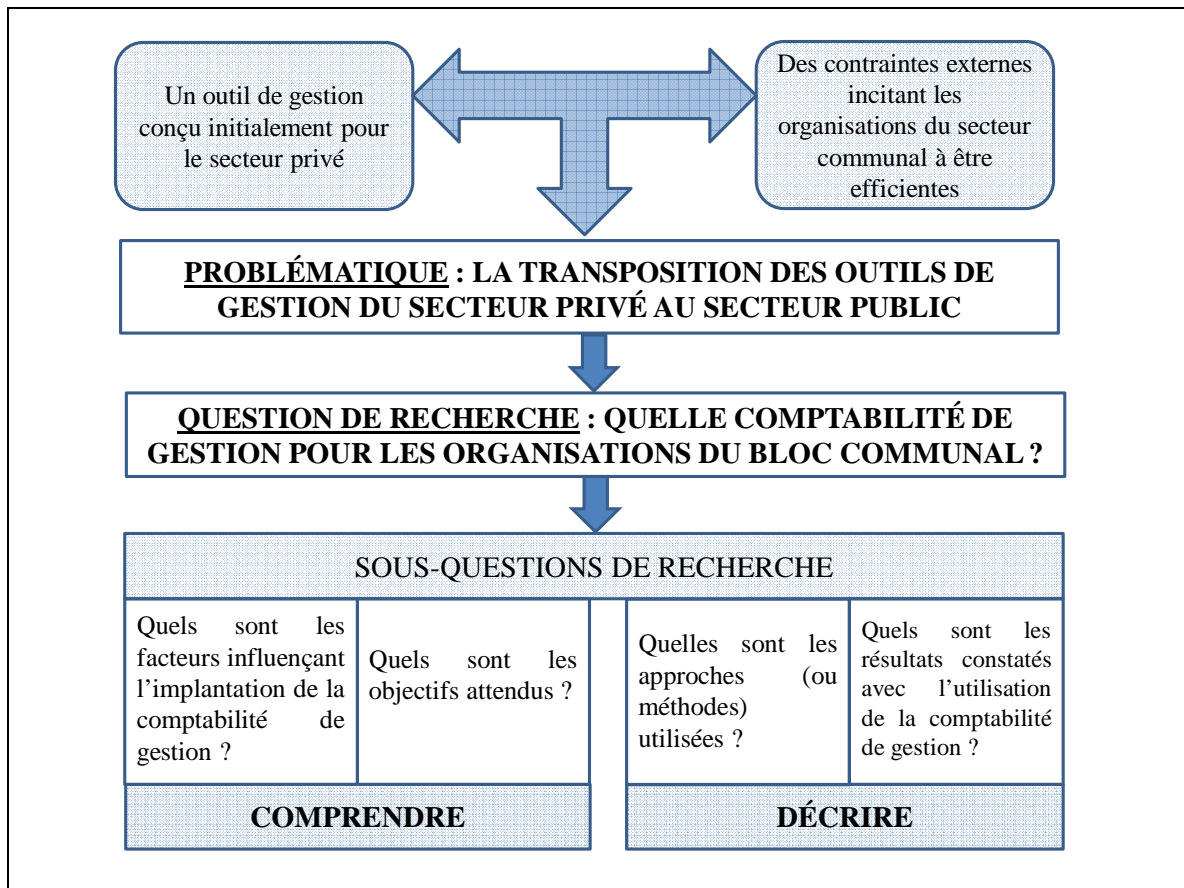 Un outil de gestion
conçu initialement pour
le secteur privé
Des contraintes externes
incitant les
organisations du secteur
communal à être
efficientes
PROBLÉMATIQUE : LA TRANSPOSITION DES OUTILS DE
GESTION DU SECTEUR PRIVÉ AU SECTEUR PUBLIC
QUESTION DE RECHERCHE : QUELLE COMPTABILITÉ DE
GESTION POUR LES ORGANISATIONS DU BLOC COMMUNAL ?
SOUS-QUESTIONS DE RECHERCHE
Quels sont les
facteurs influençant
l’implantation de la
comptabilité de
gestion ?
Quels sont les
objectifs attendus ?
Quelles sont les
approches (ou
méthodes)
utilisées ?
Quels sont les
résultats constatés
avec l’utilisation
de la comptabilité
de gestion ?
COMPRENDRE
DÉCRIRE